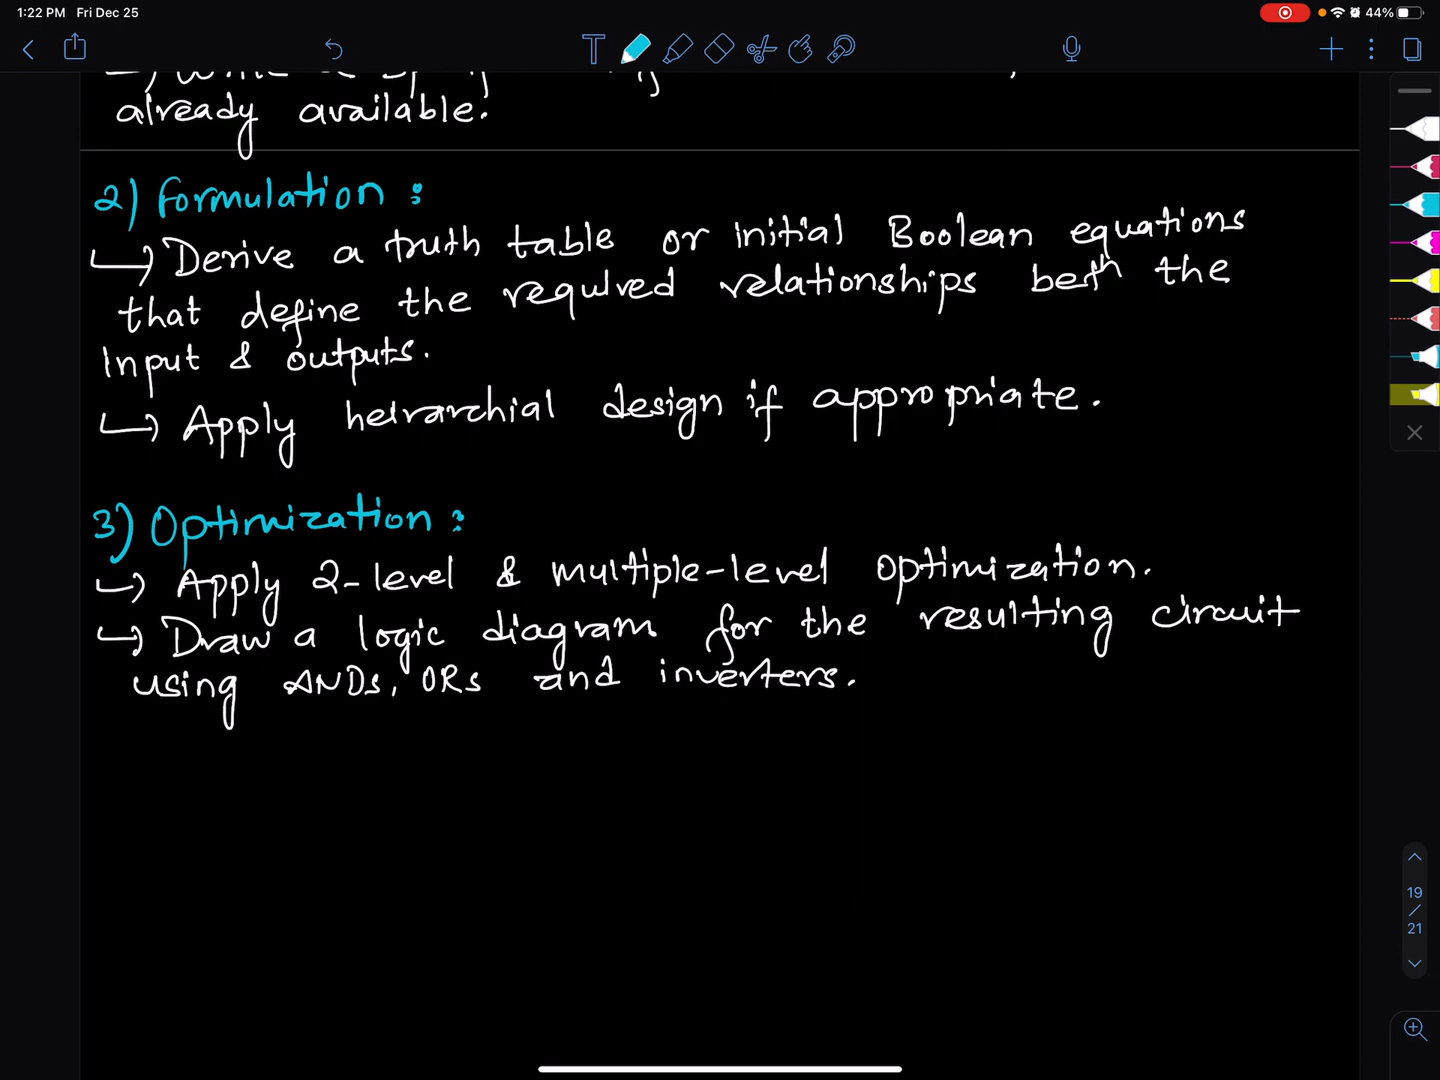 1:22 PM Fri Dec 25
44%
already available.
2) Formulation :
Derive a truth table or initial Boolean equations
that define the required relationships betn the
Input & outputs.
Apply heirarchial design if appropriate.
3) Optimization :
Apply 2-level & multiple-level optimization.
Draw a logic diagram for the resulting circuit
using ANDs, ORs and inverters.
19
/
21